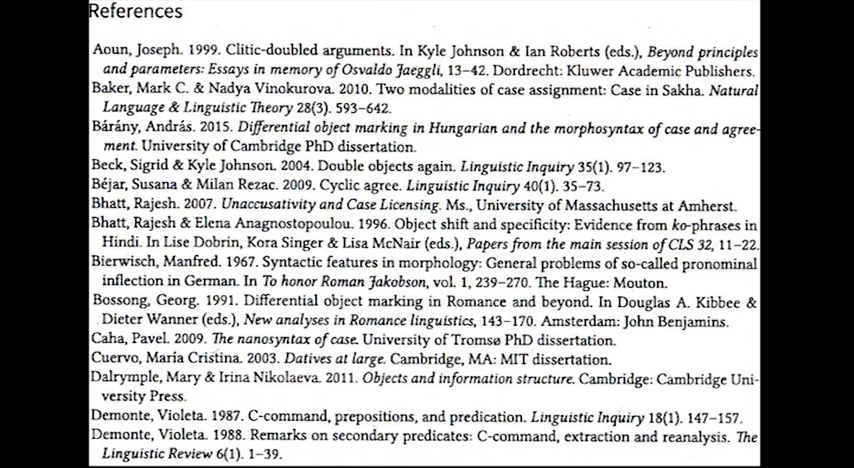 References
Aoun, Joseph. 1999. Clitic-doubled arguments. In Kyle Johnson & Ian Roberts (eds.), Beyond principles
and parameters: Essays in memory of Osvaldo Jaeggli, 13–42. Dordrecht: Kluwer Academic Publishers.
Baker, Mark C. & Nadya Vinokurova. 2010. Two modalities of case assignment: Case in Sakha. Natural
Language & Linguistic Theory 28(3). 593–642.
Bárány, András. 2015. Differential object marking in Hungarian and the morphosyntax of case and agree-
ment. University of Cambridge PhD dissertation.
Beck, Sigrid & Kyle Johnson. 2004. Double objects again. Linguistic Inquiry 35(1). 97–123.
Béjar, Susana & Milan Rezac. 2009. Cyclic agree. Linguistic Inquiry 40(1). 35–73.
Bhatt, Rajesh. 2007. Unaccusativity and Case Licensing. Ms., University of Massachusetts at Amherst.
Bhatt, Rajesh & Elena Anagnostopoulou. 1996. Object shift and specificity: Evidence from ko-phrases in
Hindi. In Lise Dobrin, Kora Singer & Lisa McNair (eds.), Papers from the main session of CLS 32, 11–22.
Bierwisch, Manfred. 1967. Syntactic features in morphology: General problems of so-called pronominal
inflection in German. In To honor Roman Jakobson, vol. 1, 239–270. The Hague: Mouton.
Bossong, Georg. 1991. Differential object marking in Romance and beyond. In Douglas A. Kibbee &
Dieter Wanner (eds.), New analyses in Romance linguistics, 143–170. Amsterdam: John Benjamins.
Caha, Pavel. 2009. The nanosyntax of case. University of Tromsø PhD dissertation.
Cuervo, María Cristina. 2003. Datives at large. Cambridge, MA: MIT dissertation.
Dalrymple, Mary & Irina Nikolaeva. 2011. Objects and information structure. Cambridge: Cambridge Uni-
versity Press.
Demonte, Violeta. 1987. C-command, prepositions, and predication. Linguistic Inquiry 18(1). 147–157.
Demonte, Violeta. 1988. Remarks on secondary predicates: C-command, extraction and reanalysis. The
Linguistic Review 6(1). 1–39.